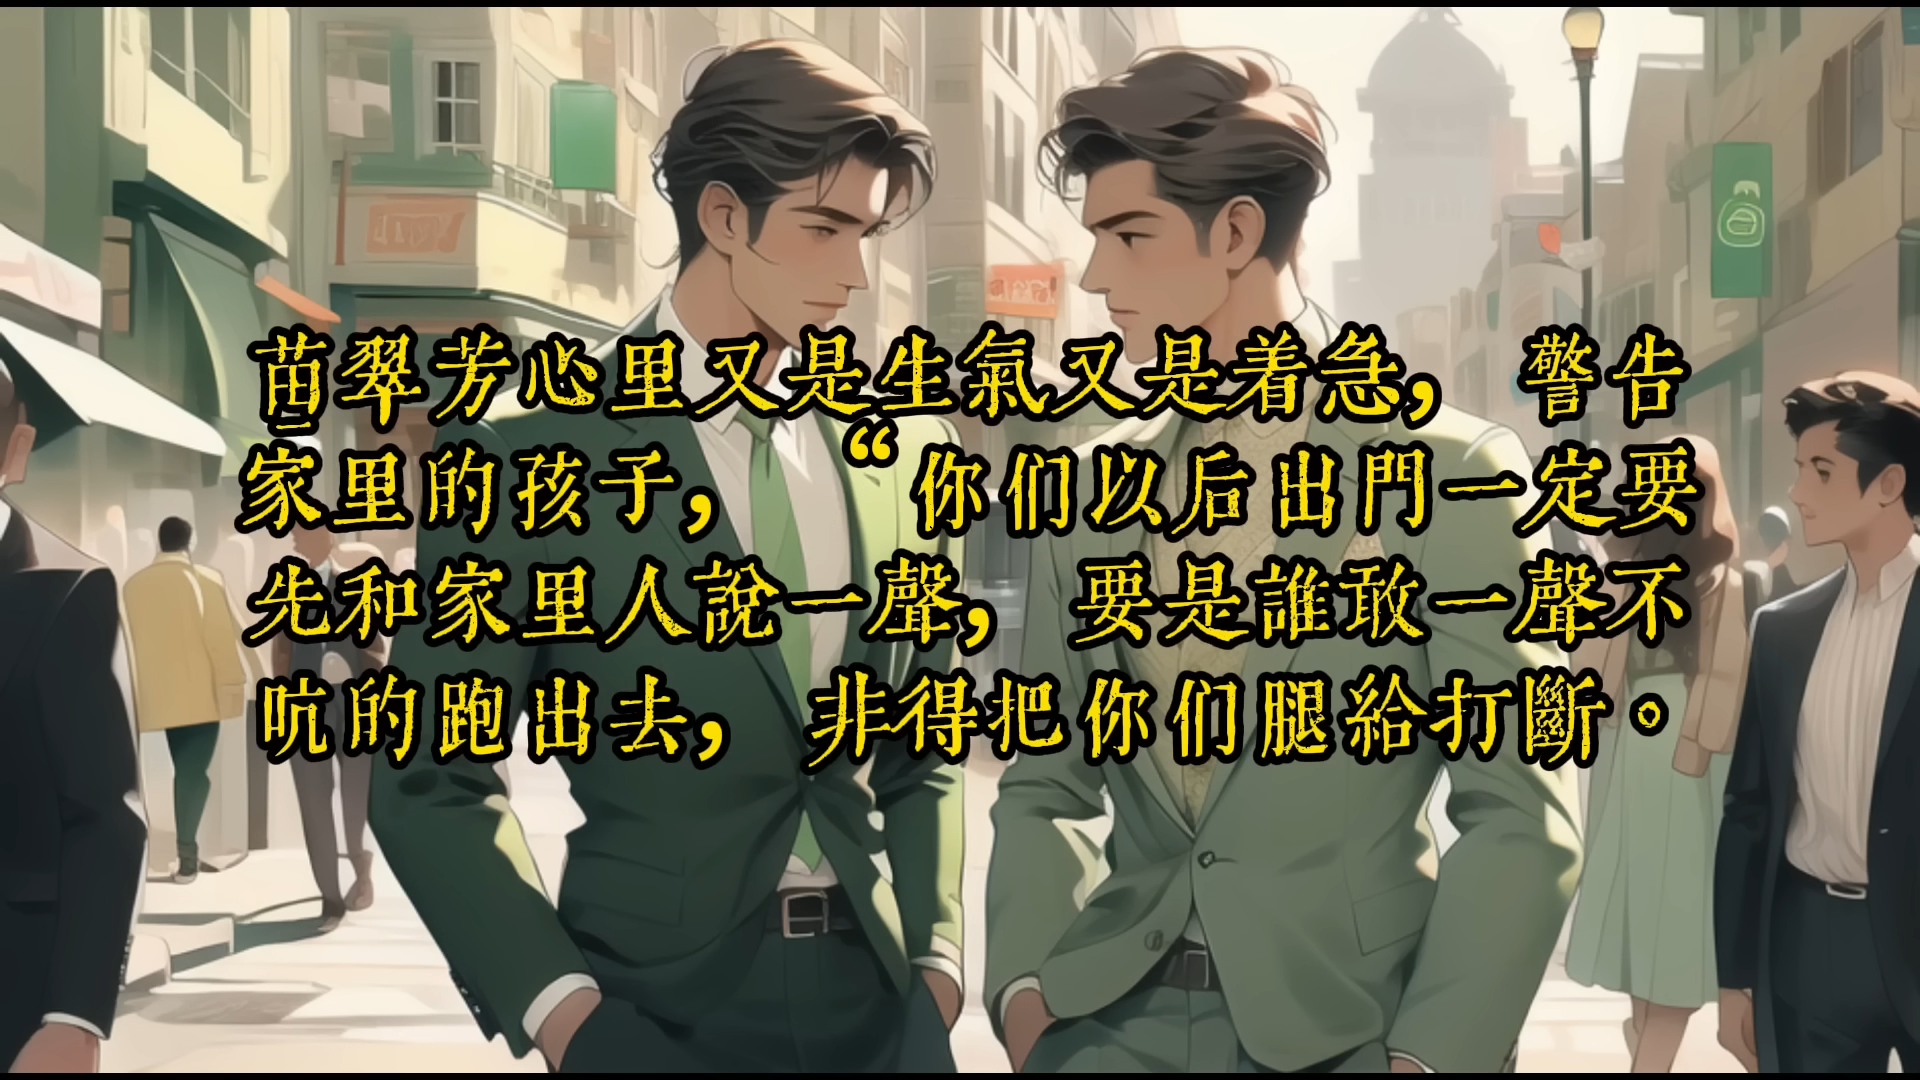 苗翠芳心里又是生氣又是着急，警告
家里的孩子，“你们以后出門一定要
先和家里人說一聲，要是誰敢一聲不
吭的跑出去，非得把你们腿給打斷。